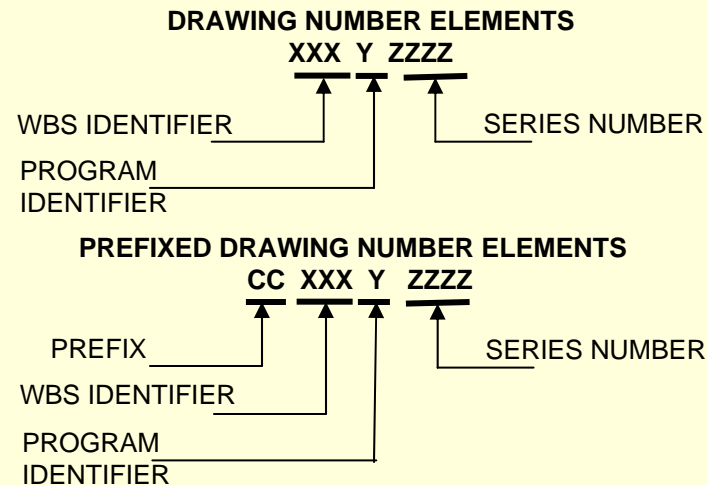 DRAWING NUMBER ELEMENTS
XXX Y ZZZZ
WBS IDENTIFIER
SERIES NUMBER
PROGRAM
IDENTIFIER
PREFIXED DRAWING NUMBER ELEMENTS
CC XXX Y ZZZZ
PREFIX
SERIES NUMBER
WBS IDENTIFIER
PROGRAM
IDENTIFIER